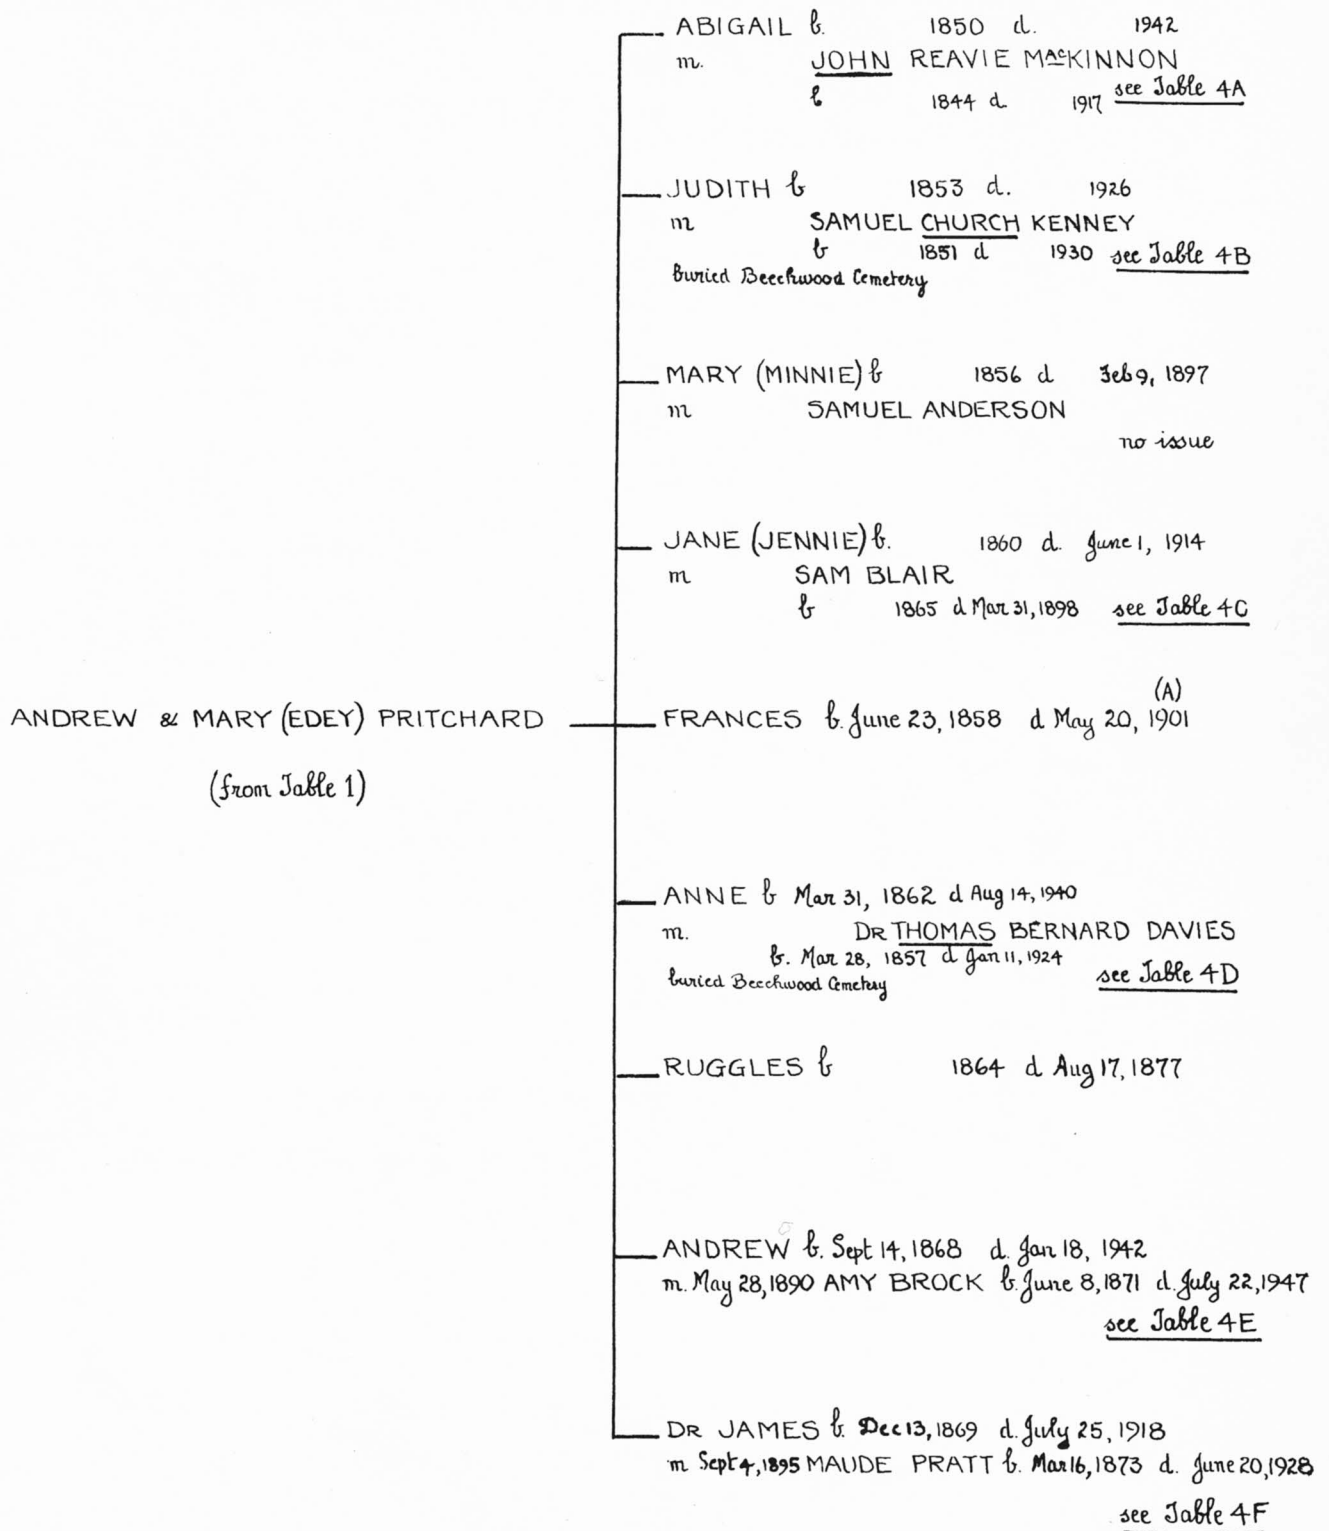 ABIGAIL b. 1850 d. 1942
m. JOHN REAVIE MacKINNON
b 1844 d 1917 see Table 4A
JUDITH b 1853 d. 1926
m SAMUEL CHURCH KENNEY
b 1851 d 1930 see Table 4B
buried Beechwood Cemetery
MARY (MINNIE) b 1856 d Feb 9, 1897
m SAMUEL ANDERSON
no issue
JANE (JENNIE) b. 1860 d. June 1, 1914
m SAM BLAIR
b 1865 d Mar 31, 1898 see Table 4C
(A)
ANDREW & MARY (EDEY) PRITCHARD FRANCES b. June 23, 1858 d May 20, 1901
(from Table 1)
ANNE b Mar 31, 1862 d Aug 14, 1940
m. DR THOMAS BERNARD DAVIES
b. Mar 28, 1857 d Jan 11, 1924
buried Beechwood Cemetery see Table 4D
RUGGLES b 1864 d Aug 17, 1877
ANDREW b. Sept 14, 1868 d. Jan 18, 1942
m. May 28, 1890 AMY BROCK b. June 8, 1871 d. July 22, 1947
see Table 4E
DR JAMES b. Dec 13, 1869 d. July 25, 1918
m Sept 4, 1895 MAUDE PRATT b. Mar 16, 1873 d. June 20, 1928
see Table 4F